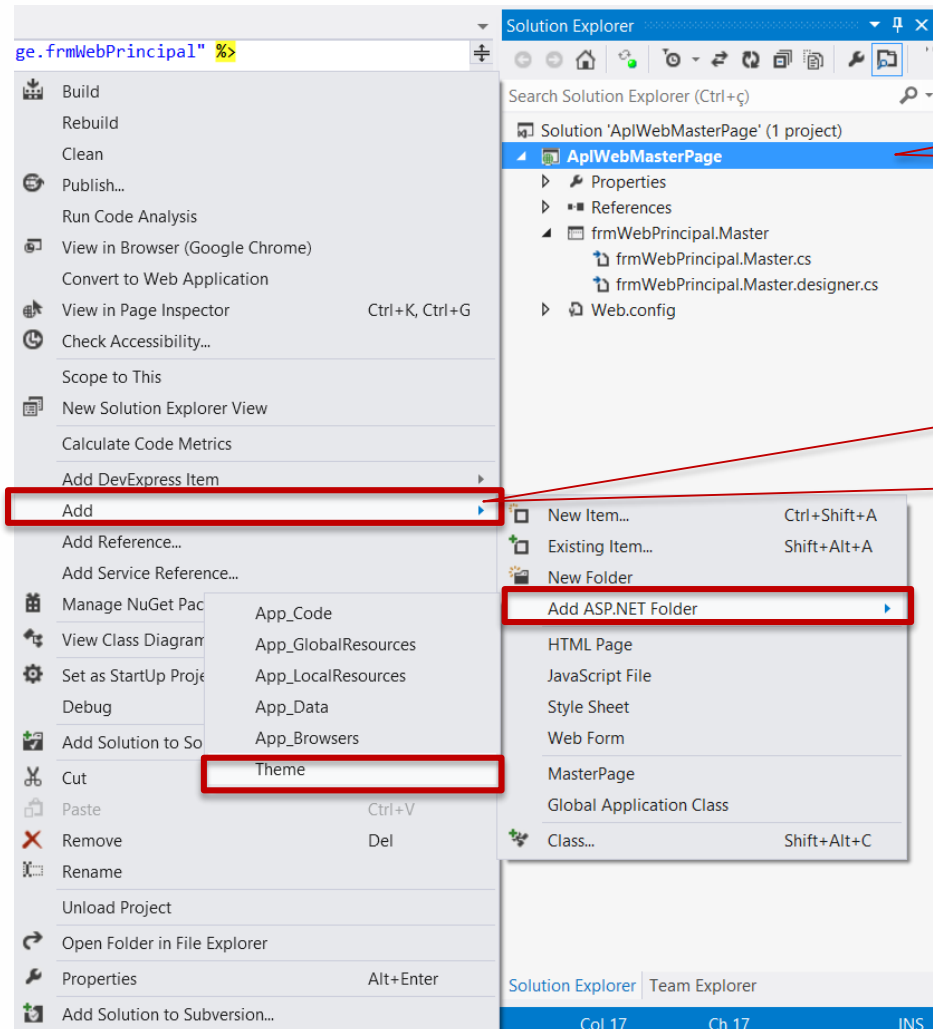 ge.frmWebPrincipal" %>
Build
Rebuild
Clean
Publish...
Run Code Analysis
View in Browser (Google Chrome)
Convert to Web Application
View in Page Inspector Ctrl+K, Ctrl+G
Check Accessibility...
Scope to This
New Solution Explorer View
Calculate Code Metrics
Add DevExpress Item
Add
Add Reference...
Add Service Reference...
Manage NuGet Pac
View Class Diagram
Set as StartUp Proje
Debug
Add Solution to So
Cut
Paste Ctrl+V
Remove Del
Rename
Unload Project
Open Folder in File Explorer
Properties Alt+Enter
Add Solution to Subversion...
App_Code
App_GlobalResources
App_LocalResources
App_Data
App_Browsers
Theme
Solution Explorer
Search Solution Explorer (Ctrl+ç)
Solution 'AplWebMasterPage' (1 project)
AplWebMasterPage
Properties
References
frmWebPrincipal.Master
frmWebPrincipal.Master.cs
frmWebPrincipal.Master.designer.cs
Web.config
New Item... Ctrl+Shift+A
Existing Item... Shift+Alt+A
New Folder
Add ASP.NET Folder
HTML Page
JavaScript File
Style Sheet
Web Form
MasterPage
Global Application Class
Class... Shift+Alt+C
Solution Explorer Team Explorer
Col 17 Ch 17 INS